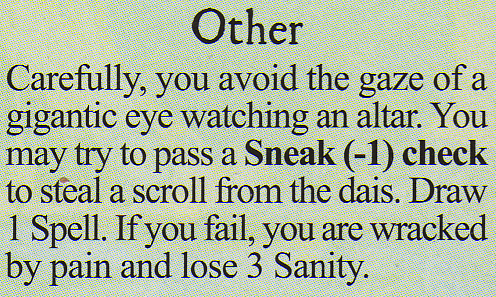 Other
Carefully, you avoid the gaze of a
gigantic eye watching an altar. You
may try to pass a Sneak (-1) check
to steal a scroll from the dais. Draw
1 Spell. If you fail, you are wracked
by pain and lose 3 Sanity.